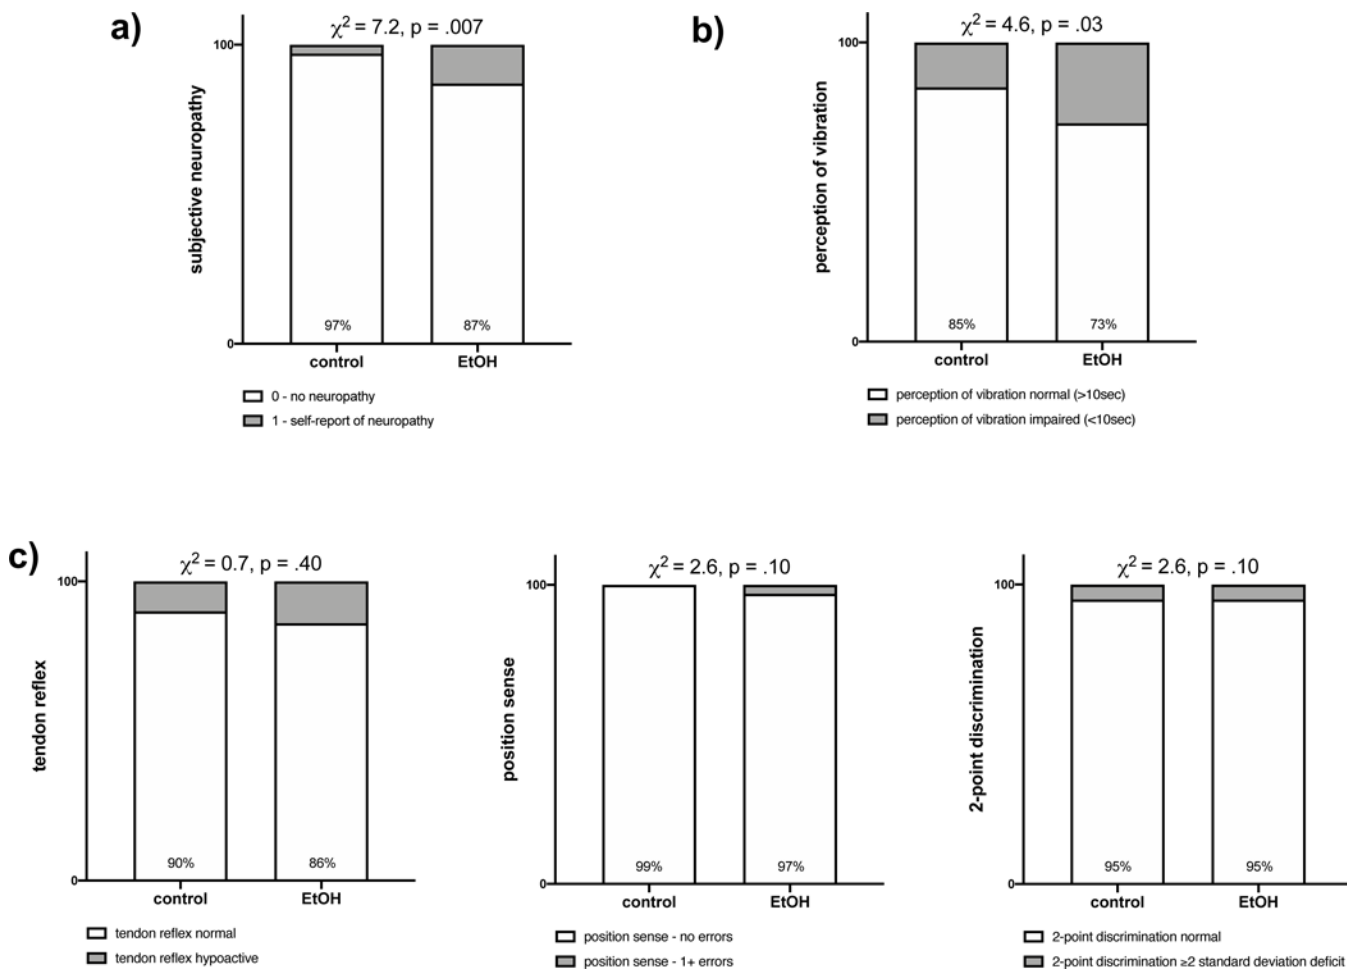 a)
χ² = 7.2, p = .007
100
subjective neuropathy
97%
87%
0
control
EtOH
0 - no neuropathy
1 - self-report of neuropathy
b)
χ² = 4.6, p = .03
100
perception of vibration
85%
73%
0
control
EtOH
perception of vibration normal (>10sec)
perception of vibration impaired (<10sec)
c)
χ² = 0.7, p = .40
100
tendon reflex
90%
86%
0
control
EtOH
tendon reflex normal
tendon reflex hypoactive
χ² = 2.6, p = .10
100
position sense
99%
97%
0
control
EtOH
position sense - no errors
position sense - 1+ errors
χ² = 2.6, p = .10
100
2-point discrimination
95%
95%
0
control
EtOH
2-point discrimination normal
2-point discrimination ≥2 standard deviation deficit